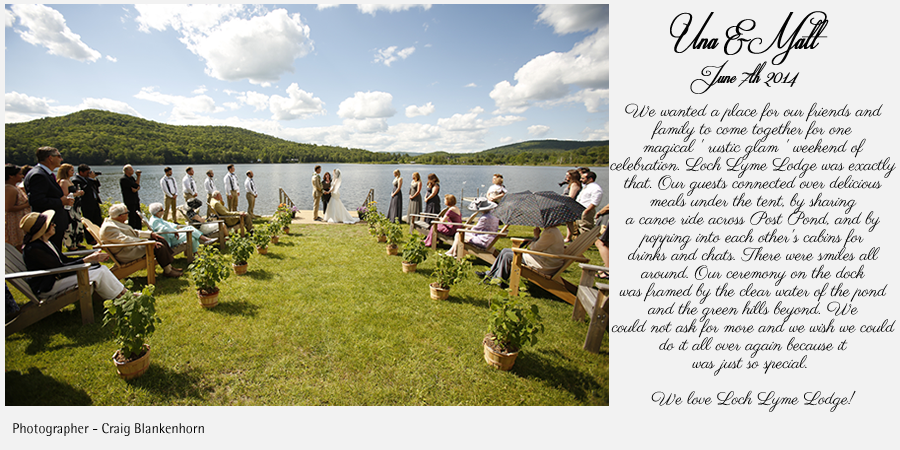 Una & Matt
June 7th 2014
We wanted a place for our friends and
family to come together for one
magical ' rustic glam ' weekend of
celebration. Loch Lyme Lodge was exactly
that. Our guests connected over delicious
meals under the tent, by sharing
a canoe ride across Post Pond, and by
popping into each other's cabins for
drinks and chats. There were smiles all
around. Our ceremony on the dock
was framed by the clear water of the pond
and the green hills beyond. We
could not ask for more and we wish we could
do it all over again because it
was just so special.
We love Loch Lyme Lodge!
Photographer - Craig Blankenhorn